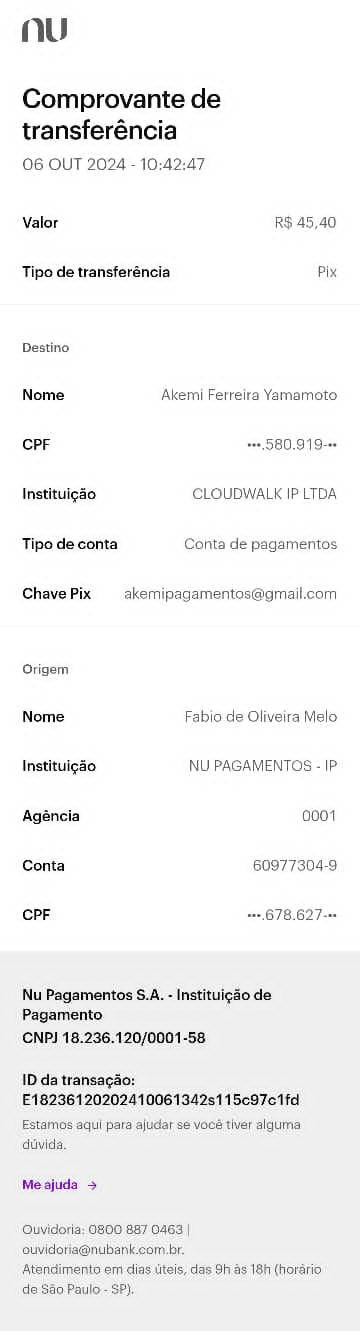 nu
Comprovante de
transferência
06 OUT 2024 - 10:42:47
Valor R$ 45,40
Tipo de transferência Pix
Destino
Nome Akemi Ferreira Yamamoto
CPF •••.580.919-••
Instituição CLOUDWALK IP LTDA
Tipo de conta Conta de pagamentos
Chave Pix akemipagamentos@gmail.com
Origem
Nome Fabio de Oliveira Melo
Instituição NU PAGAMENTOS - IP
Agência 0001
Conta 60977304-9
CPF •••.678.627-••
Nu Pagamentos S.A. - Instituição de
Pagamento
CNPJ 18.236.120/0001-58
ID da transação:
E18236120202410061342s115c97c1fd
Estamos aqui para ajudar se você tiver alguma
dúvida.
Me ajuda →
Ouvidoria: 0800 887 0463 |
ouvidoria@nubank.com.br.
Atendimento em dias úteis, das 9h às 18h (horário
de São Paulo - SP).